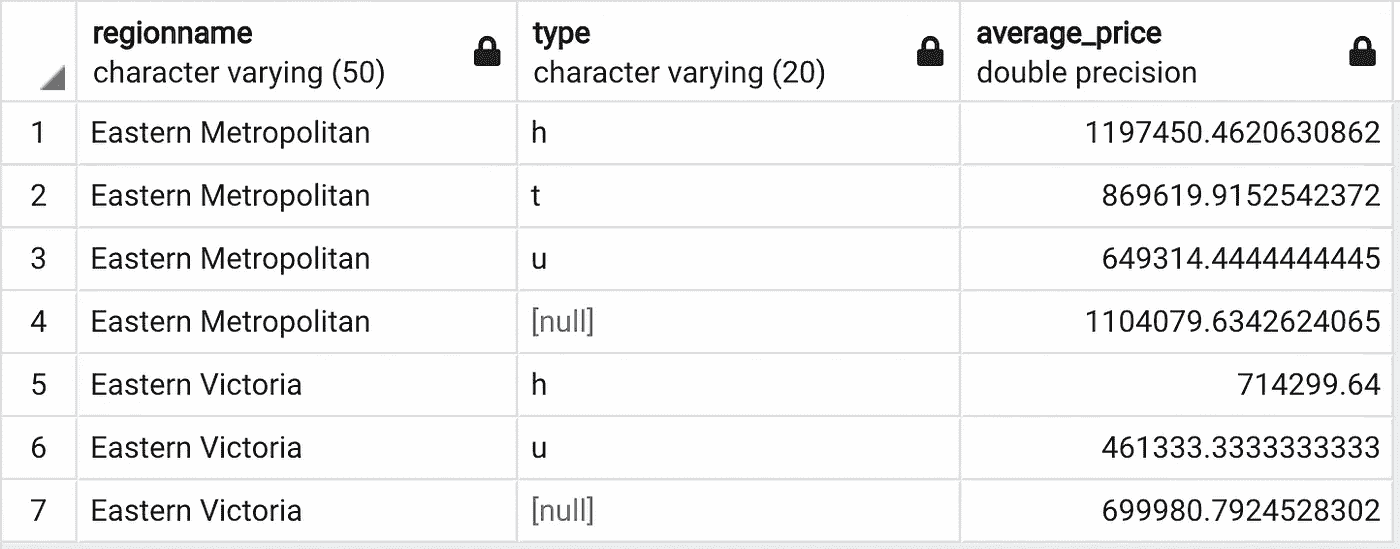 regionname type average_price
character varying (50) character varying (20) double precision
1 Eastern Metropolitan h 1197450.4620630862
2 Eastern Metropolitan t 869619.9152542372
3 Eastern Metropolitan u 649314.4444444445
4 Eastern Metropolitan [null] 1104079.6342624065
5 Eastern Victoria h 714299.64
6 Eastern Victoria u 461333.3333333333
7 Eastern Victoria [null] 699980.7924528302